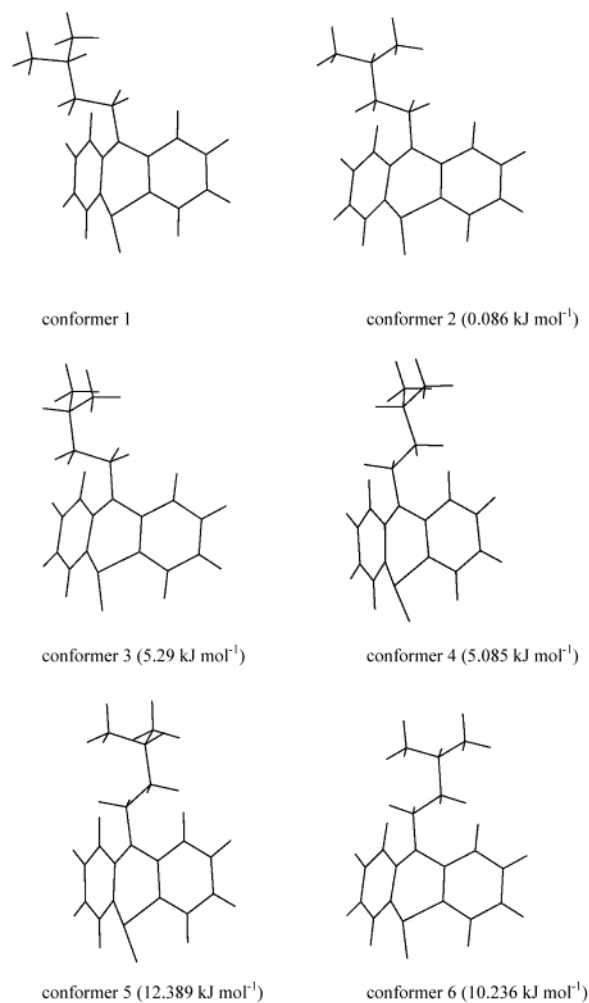 conformer 1
conformer 2 (0.086 kJ mol⁻¹)
conformer 3 (5.29 kJ mol⁻¹)
conformer 4 (5.085 kJ mol⁻¹)
conformer 5 (12.389 kJ mol⁻¹)
conformer 6 (10.236 kJ mol⁻¹)